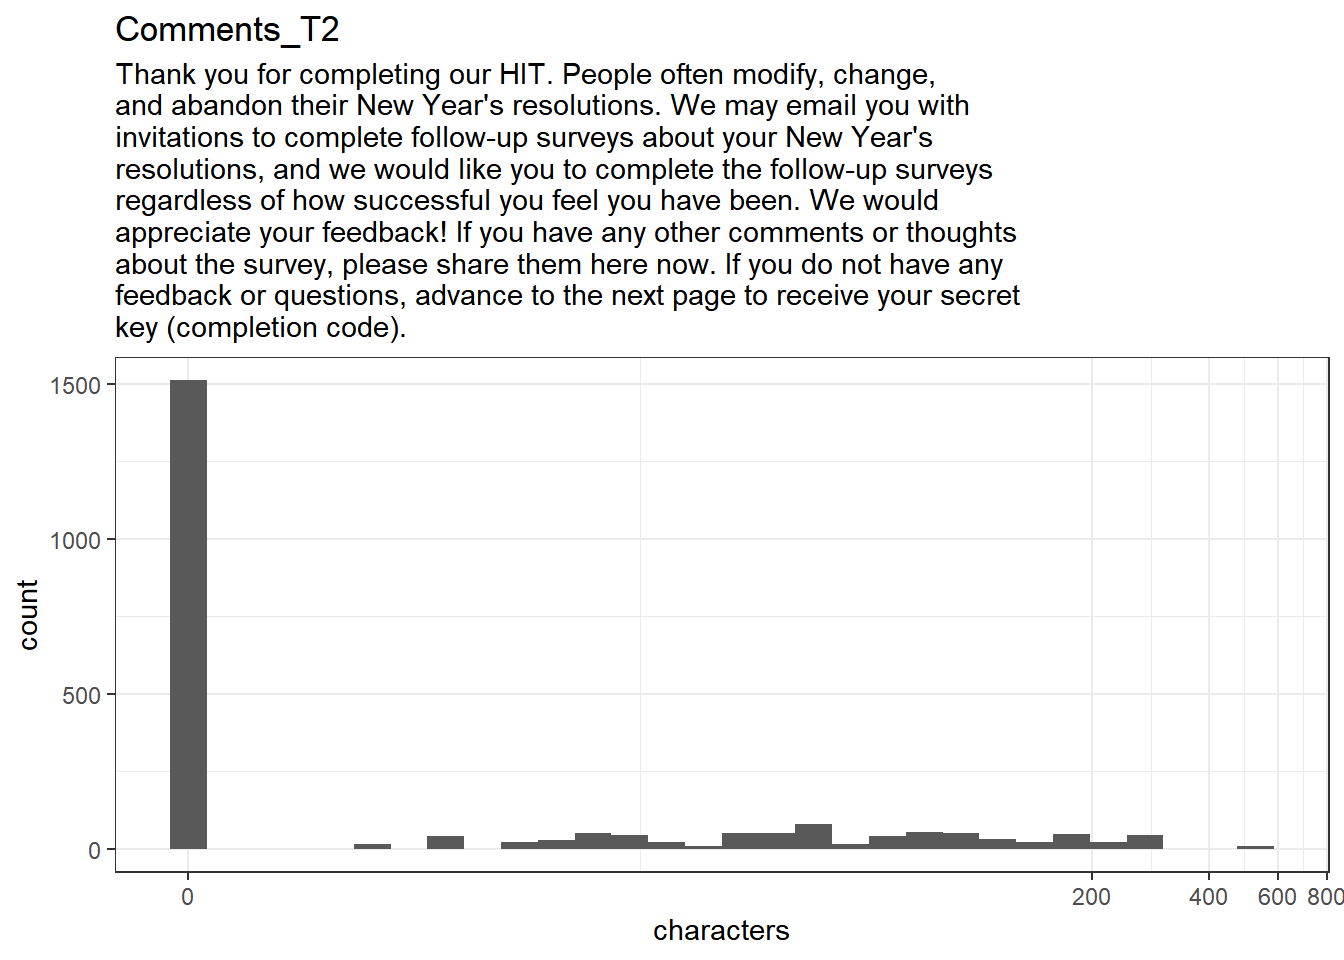 Comments_T2
Thank you for completing our HIT. People often modify, change,
and abandon their New Year's resolutions. We may email you with
invitations to complete follow-up surveys about your New Year's
resolutions, and we would like you to complete the follow-up surveys
regardless of how successful you feel you have been. We would
appreciate your feedback! If you have any other comments or thoughts
about the survey, please share them here now. If you do not have any
feedback or questions, advance to the next page to receive your secret
key (completion code).
1500
1000
500
0
count
0 200 400 600 800
characters